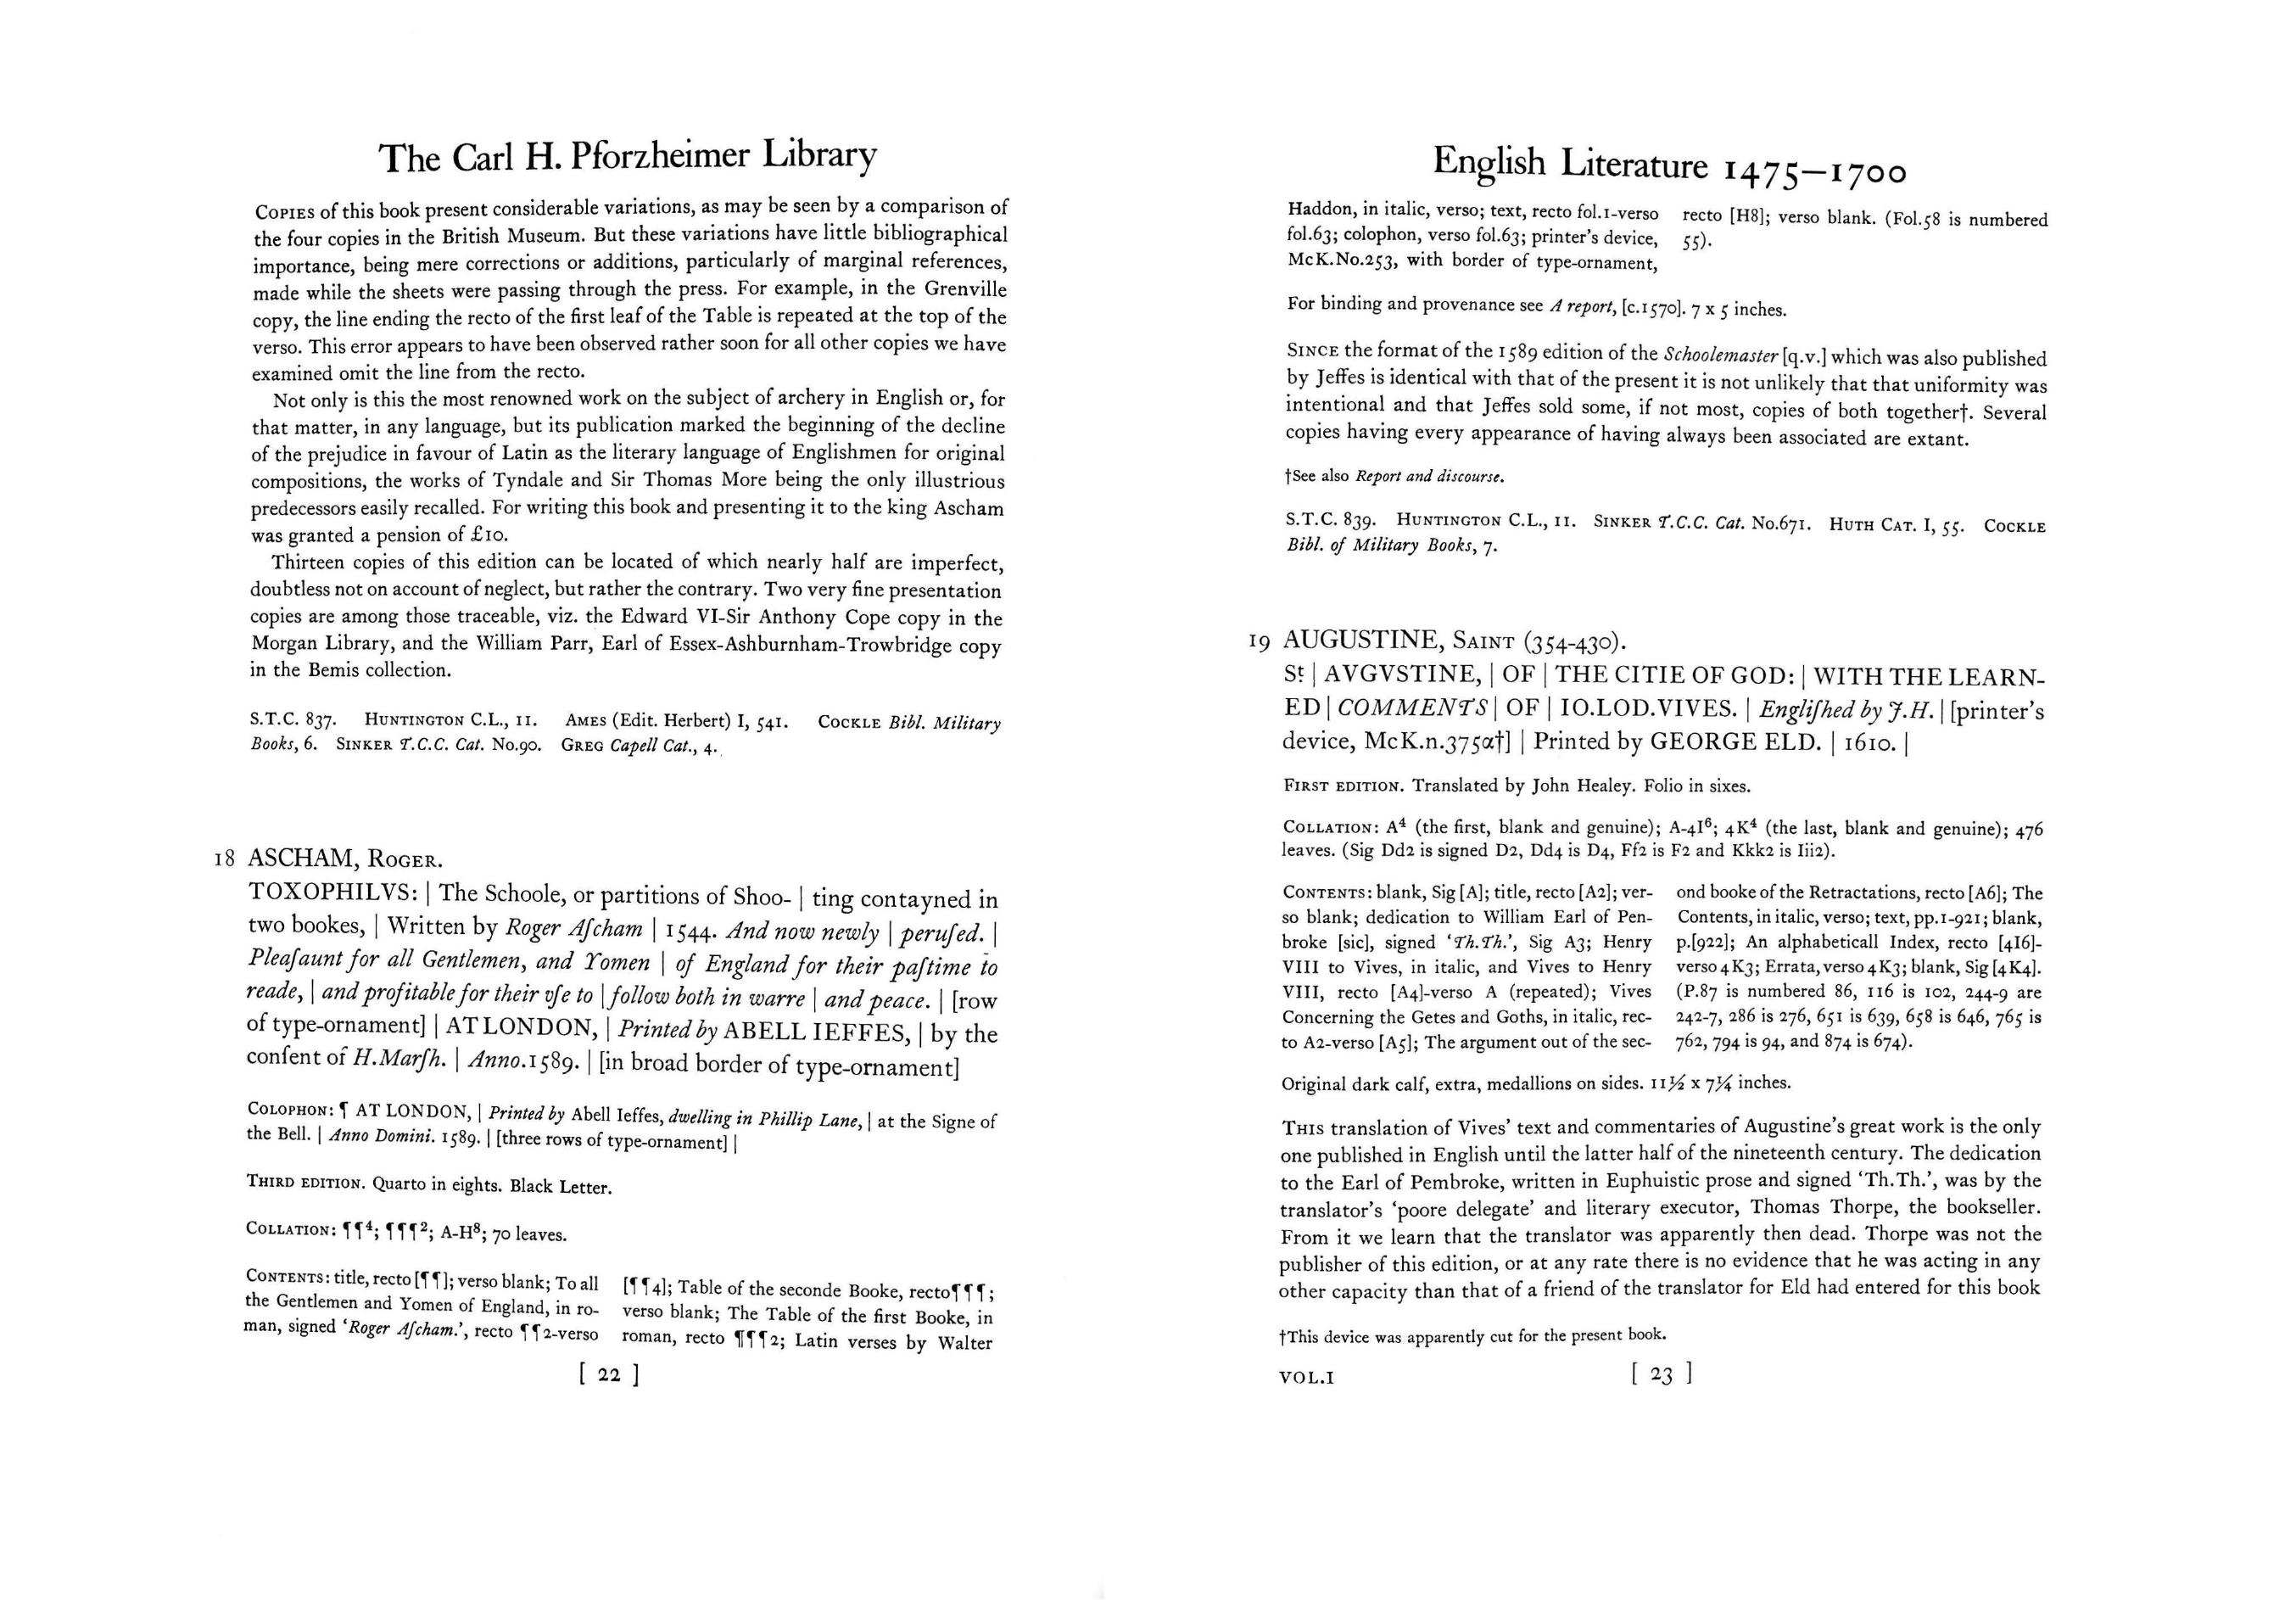 The Carl H. Pforzheimer Library
COPIES of this book present considerable variations, as may be seen by a comparison of
the four copies in the British Museum. But these variations have little bibliographical
importance, being mere corrections or additions, particularly of marginal references,
made while the sheets were passing through the press. For example, in the Grenville
copy, the line ending the recto of the first leaf of the Table is repeated at the top of the
verso. This error appears to have been observed rather soon for all other copies we have
examined omit the line from the recto.
Not only is this the most renowned work on the subject of archery in English or, for
that matter, in any language, but its publication marked the beginning of the decline
of the prejudice in favour of Latin as the literary language of Englishmen for original
compositions, the works of Tyndale and Sir Thomas More being the only illustrious
predecessors easily recalled. For writing this book and presenting it to the king Ascham
was granted a pension of £10.
Thirteen copies of this edition can be located of which nearly half are imperfect,
doubtless not on account of neglect, but rather the contrary. Two very fine presentation
copies are among those traceable, viz. the Edward VI-Sir Anthony Cope copy in the
Morgan Library, and the William Parr, Earl of Essex-Ashburnham-Trowbridge copy
in the Bemis collection.
S.T.C. 837. HUNTINGTON C.L., 11. AMES (Edit. Herbert) I, 541. COCKLE Bibl. Military
Books, 6. SINKER T.C.C. Cat. No.90. GREG Capell Cat., 4.
18 ASCHAM, ROGER.
TOXOPHILVS: | The Schoole, or partitions of Shoo- | ting contayned in
two bookes, | Written by Roger Aſcham | 1544. And now newly | peruſed. |
Pleaſaunt for all Gentlemen, and Yomen | of England for their paſtime to
reade, | and profitable for their vſe to | follow both in warre | and peace. | [row
of type-ornament] | AT LONDON, | Printed by ABELL IEFFES, | by the
conſent of H.Marſh. | Anno.1589. | [in broad border of type-ornament]
COLOPHON: ¶ AT LONDON, | Printed by Abell Ieffes, dwelling in Phillip Lane, | at the Signe of
the Bell. | Anno Domini. 1589. | [three rows of type-ornament] |
THIRD EDITION. Quarto in eights. Black Letter.
COLLATION: ¶¶⁴; ¶¶¶²; A-H⁸; 70 leaves.
CONTENTS: title, recto [¶¶]; verso blank; To all
the Gentlemen and Yomen of England, in ro-
man, signed ‘Roger Aſcham.’, recto ¶¶2-verso
[¶¶4]; Table of the seconde Booke, recto¶¶¶;
verso blank; The Table of the first Booke, in
roman, recto ¶¶¶2; Latin verses by Walter
[ 22 ]
English Literature 1475–1700
Haddon, in italic, verso; text, recto fol.1-verso
fol.63; colophon, verso fol.63; printer's device,
McK.No.253, with border of type-ornament,
recto [H8]; verso blank. (Fol.58 is numbered
55).
For binding and provenance see A report, [c.1570]. 7 x 5 inches.
SINCE the format of the 1589 edition of the Schoolemaster [q.v.] which was also published
by Jeffes is identical with that of the present it is not unlikely that that uniformity was
intentional and that Jeffes sold some, if not most, copies of both together†. Several
copies having every appearance of having always been associated are extant.
†See also Report and discourse.
S.T.C. 839. HUNTINGTON C.L., 11. SINKER T.C.C. Cat. No.671. HUTH CAT. I, 55. COCKLE
Bibl. of Military Books, 7.
19 AUGUSTINE, SAINT (354-430).
St | AVGVSTINE, | OF | THE CITIE OF GOD: | WITH THE LEARN-
ED | COMMENTS | OF | IO.LOD.VIVES. | Engliſhed by J.H. | [printer's
device, McK.n.375α†] | Printed by GEORGE ELD. | 1610. |
FIRST EDITION. Translated by John Healey. Folio in sixes.
COLLATION: A⁴ (the first, blank and genuine); A-4I⁶; 4K⁴ (the last, blank and genuine); 476
leaves. (Sig Dd2 is signed D2, Dd4 is D4, Ff2 is F2 and Kkk2 is Iii2).
CONTENTS: blank, Sig [A]; title, recto [A2]; ver-
so blank; dedication to William Earl of Pen-
broke [sic], signed ‘Th.Th.’, Sig A3; Henry
VIII to Vives, in italic, and Vives to Henry
VIII, recto [A4]-verso A (repeated); Vives
Concerning the Getes and Goths, in italic, rec-
to A2-verso [A5]; The argument out of the sec-
ond booke of the Retractations, recto [A6]; The
Contents, in italic, verso; text, pp.1-921; blank,
p.[922]; An alphabeticall Index, recto [4I6]-
verso 4K3; Errata, verso 4K3; blank, Sig [4K4].
(P.87 is numbered 86, 116 is 102, 244-9 are
242-7, 286 is 276, 651 is 639, 658 is 646, 765 is
762, 794 is 94, and 874 is 674).
Original dark calf, extra, medallions on sides. 11½ x 7¼ inches.
THIS translation of Vives' text and commentaries of Augustine's great work is the only
one published in English until the latter half of the nineteenth century. The dedication
to the Earl of Pembroke, written in Euphuistic prose and signed ‘Th.Th.’, was by the
translator's ‘poore delegate’ and literary executor, Thomas Thorpe, the bookseller.
From it we learn that the translator was apparently then dead. Thorpe was not the
publisher of this edition, or at any rate there is no evidence that he was acting in any
other capacity than that of a friend of the translator for Eld had entered for this book
†This device was apparently cut for the present book.
VOL.I
[ 23 ]